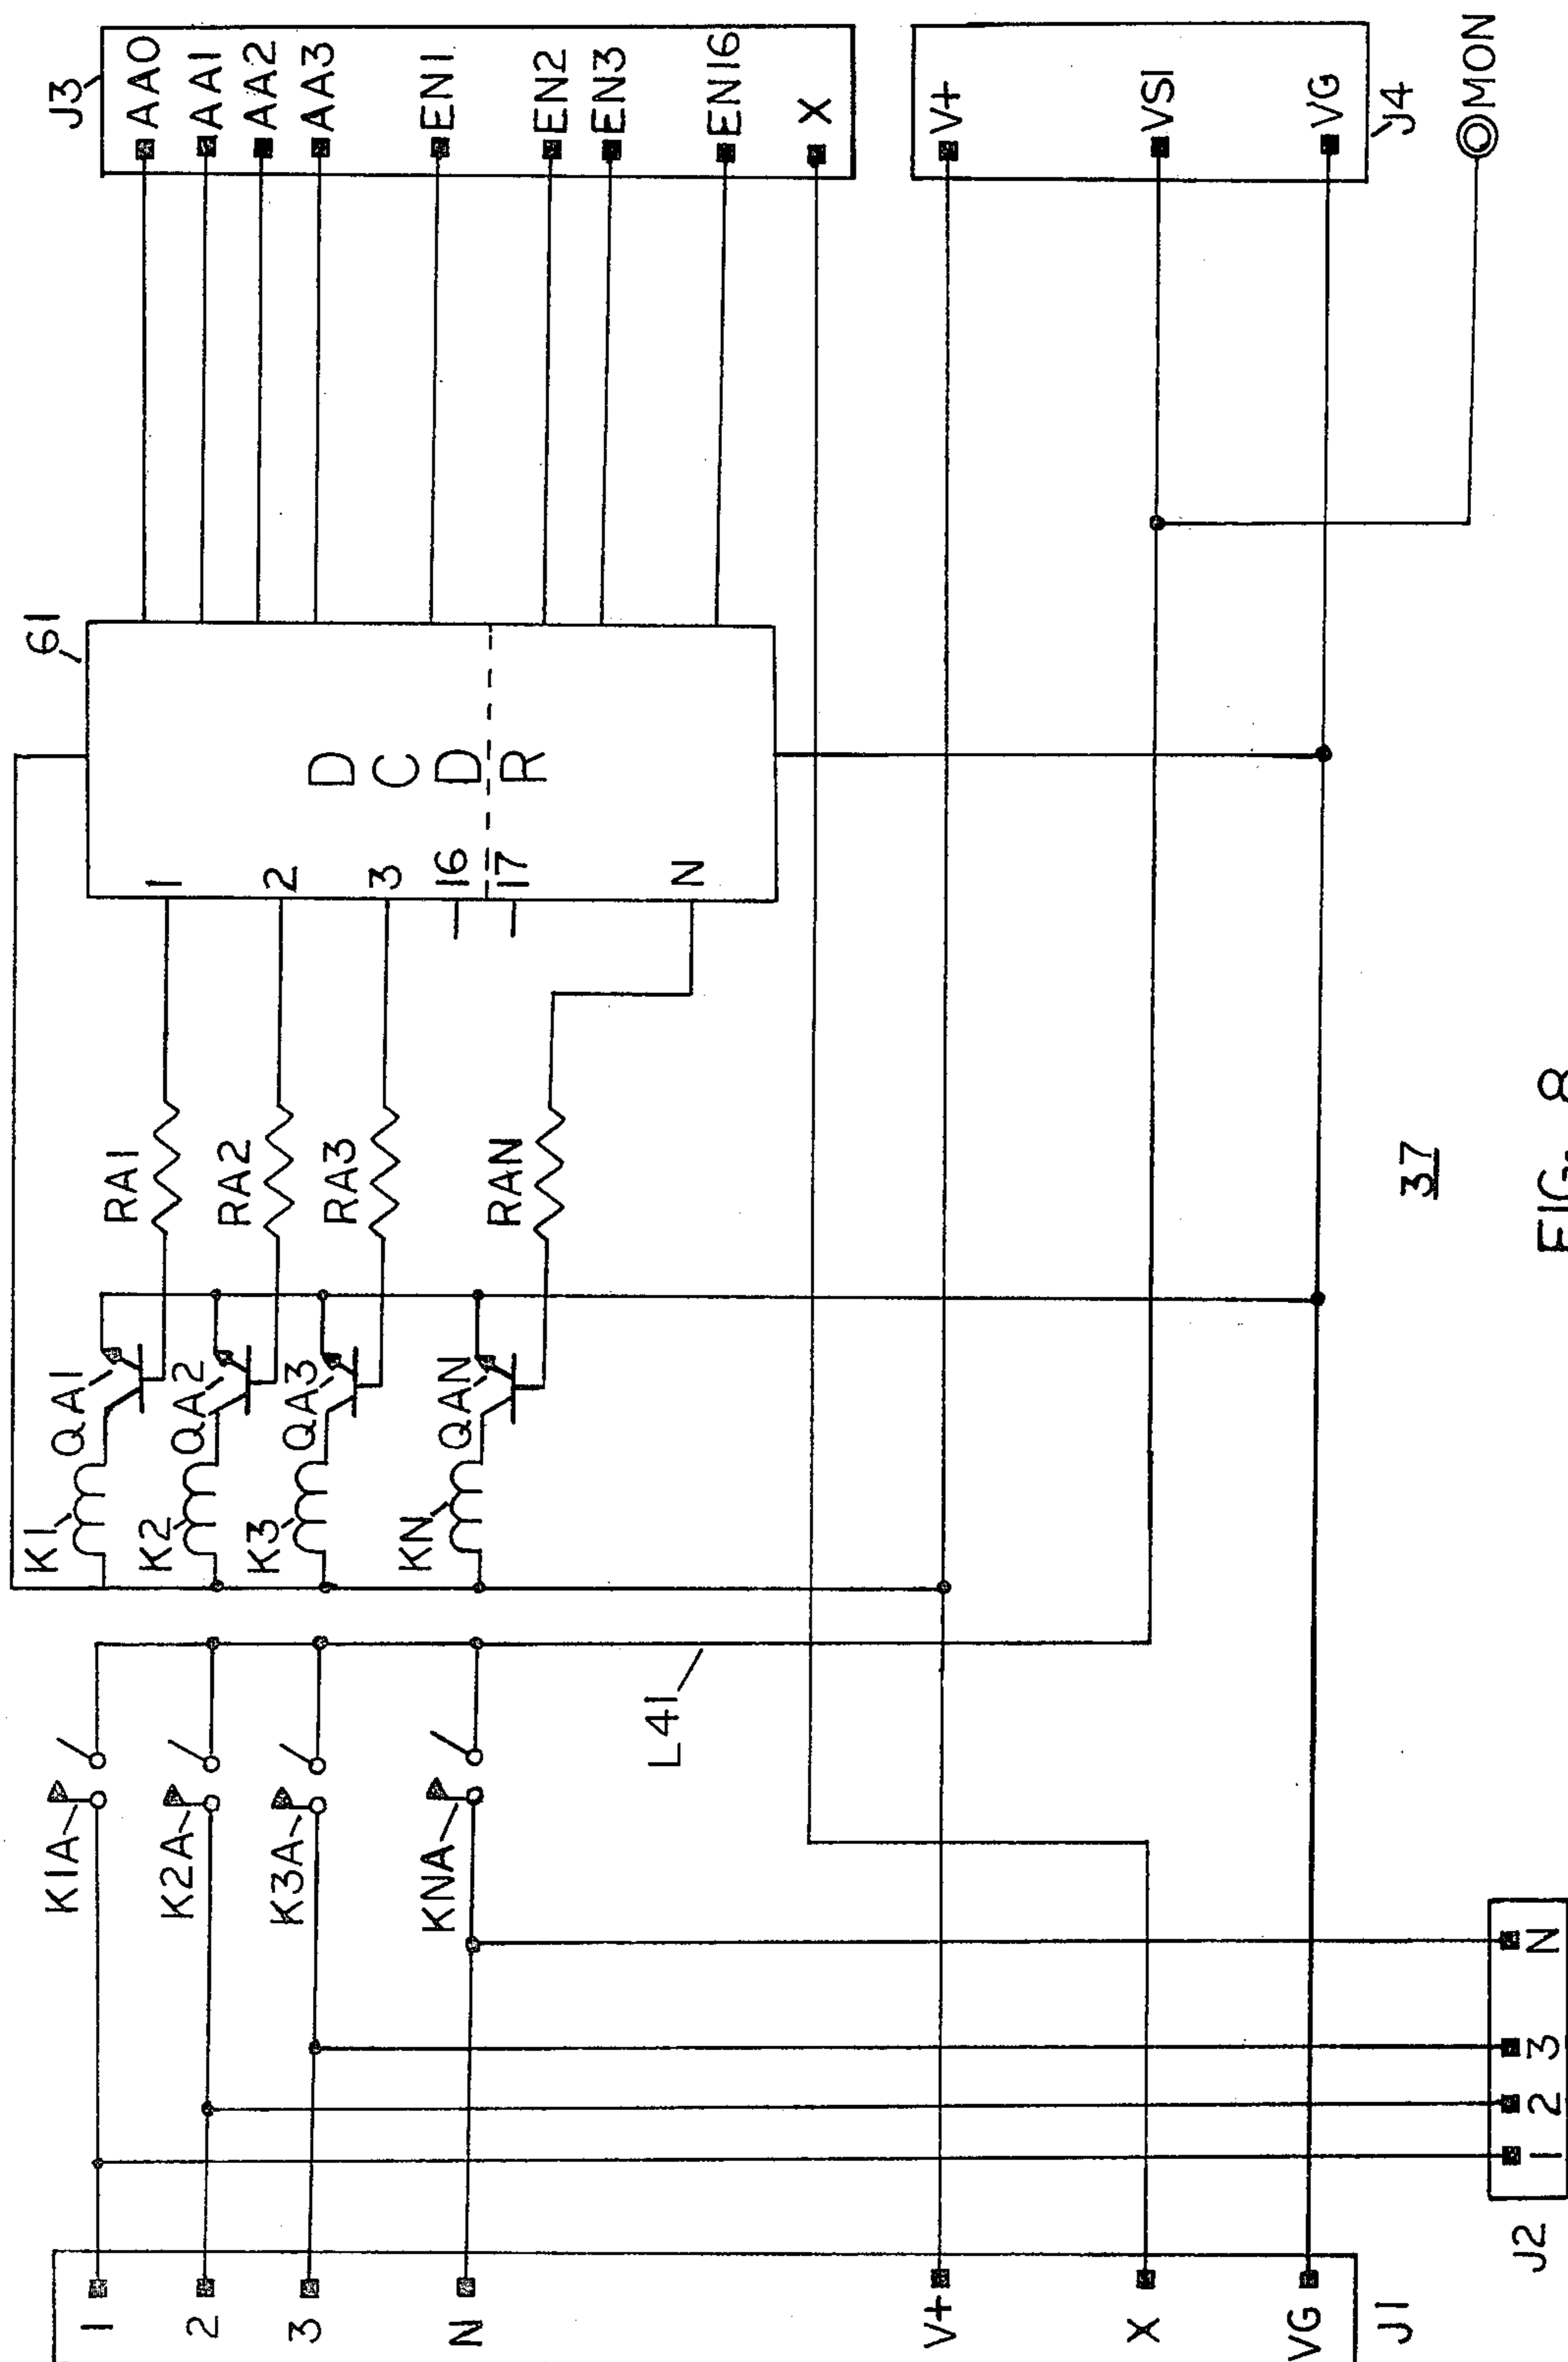 1
2
3
N
V+
X
VG
J1
J2
1
2
3
N
K1A
K2A
K3A
KNA
L41
K1
K2
K3
KN
QA1
QA2
QA3
QAN
RA1
RA2
RA3
RAN
61
1
2
3
16
17
N
DCDR
J3
AA0
AA1
AA2
AA3
EN1
EN2
EN3
EN16
X
V+
VS1
VG
J4
MON
37
FIG. 8